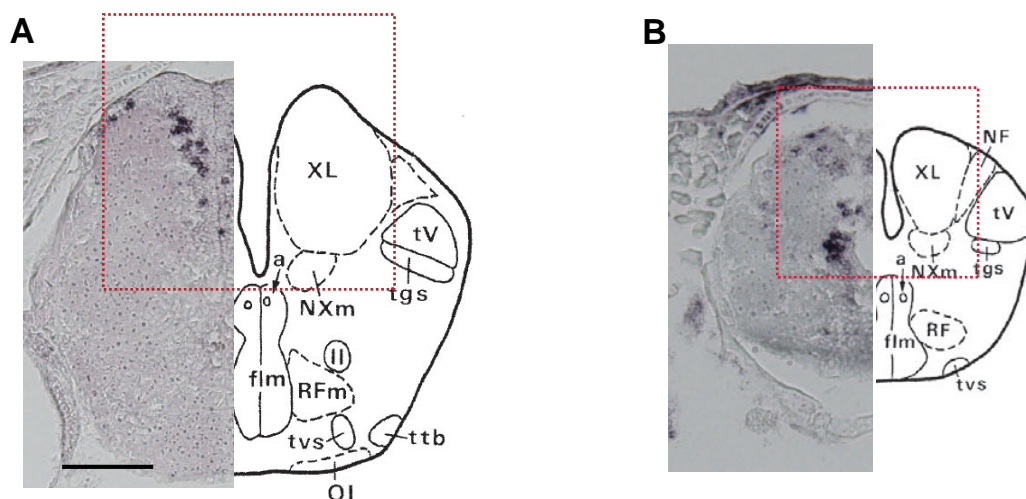 A
XL
tV
tgs
a
NXm
II
flm
RFm
tvs
ttb
OI
B
NF
XL
tV
tgs
a
NXm
flm
RF
tvs